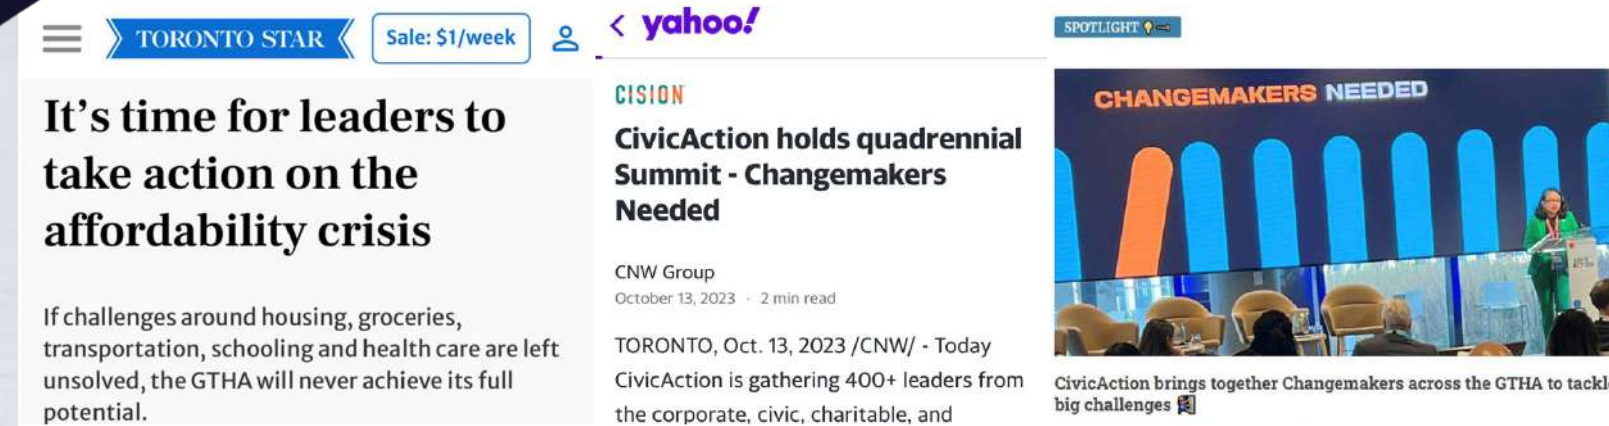 TORONTO STAR
Sale: $1/week
It's time for leaders to
take action on the
affordability crisis
If challenges around housing, groceries,
transportation, schooling and health care are left
unsolved, the GTHA will never achieve its full
potential.
yahoo!
CISION
CivicAction holds quadrennial
Summit - Changemakers
Needed
CNW Group
October 13, 2023 · 2 min read
TORONTO, Oct. 13, 2023 /CNW/ - Today
CivicAction is gathering 400+ leaders from
the corporate, civic, charitable, and
SPOTLIGHT
CHANGEMAKERS NEEDED
CivicAction brings together Changemakers across the GTHA to tackl
big challenges